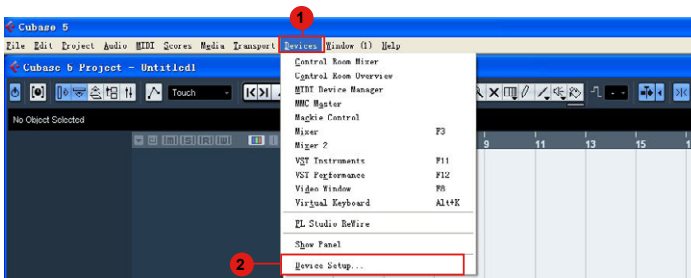 1
Cubase 5
File Edit Project Audio MIDI Scores Media Transport Devices Window (1) Help
Cubase 5 Project - Untitled1
Touch
No Object Selected
Control Room Mixer
Control Room Overview
MIDI Device Manager
MMC Master
Mackie Control
Mixer F3
Mixer 2
VST Instruments F11
VST Performance F12
Video Window F8
Virtual Keyboard Alt+K
FL Studio ReWire
Show Panel
2 Device Setup...
9 11 13 15 1